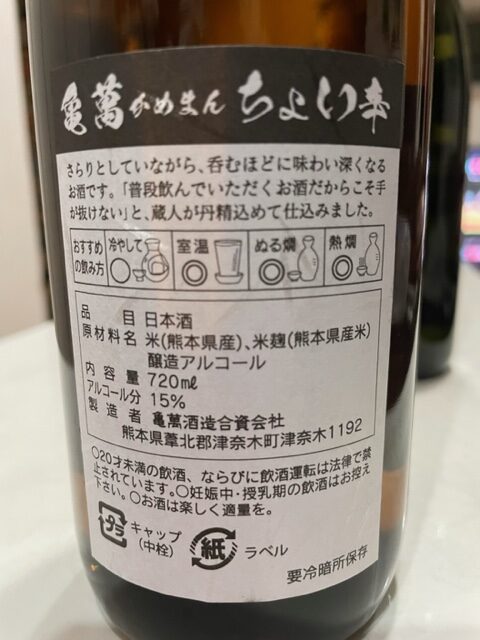 亀萬 かめまん ちょい辛
さらりとしていながら、呑むほどに味わい深くなる
お酒です。「普段飲んでいただくお酒だからこそ手
が抜けない」と、蔵人が丹精込めて仕込みました。
おすすめの飲み方 冷やして ○ 室温 ◎ ぬる燗 ◎ 熱燗 ◎
品目 日本酒
原材料名 米(熊本県産)、米麹(熊本県産米)
醸造アルコール
内容量 720㎖
アルコール分 15%
製造者 亀萬酒造合資会社
熊本県葦北郡津奈木町津奈木1192
○20才未満の飲酒、ならびに飲酒運転は法律で禁
止されています。○妊娠中・授乳期の飲酒はお控え
下さい。○お酒は楽しく適量を。
プラ キャップ
(中栓)
紙 ラベル
要冷暗所保存